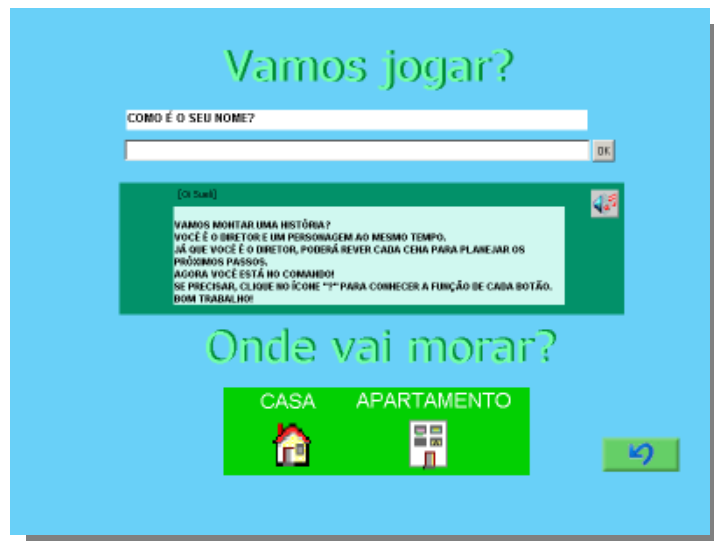 Vamos jogar?
COMO É O SEU NOME?
OK
[Oi Sueli]
VAMOS MONTAR UMA HISTÓRIA?
VOCÊ É O DIRETOR E UM PERSONAGEM AO MESMO TEMPO.
JÁ QUE VOCÊ É O DIRETOR, PODERÁ REVER CADA CENA PARA PLANEJAR OS
PRÓXIMOS PASSOS.
AGORA VOCÊ ESTÁ NO COMANDO!
SE PRECISAR, CLIQUE NO ÍCONE "?" PARA CONHECER A FUNÇÃO DE CADA BOTÃO.
BOM TRABALHO!
Onde vai morar?
CASA APARTAMENTO